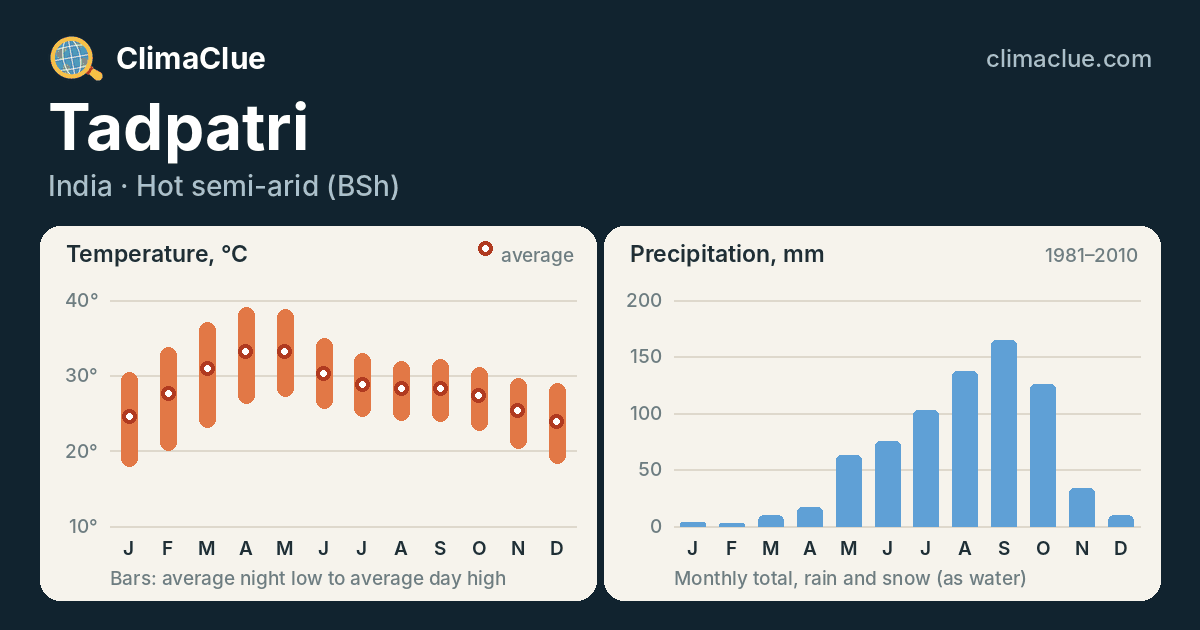 ClimaClue
climaclue.com
Tadpatri
India · Hot semi-arid (BSh)
Temperature, °C
average
40°
30°
20°
10°
J F M A M J J A S O N D
Bars: average night low to average day high
Precipitation, mm
1981–2010
200
150
100
50
0
J F M A M J J A S O N D
Monthly total, rain and snow (as water)